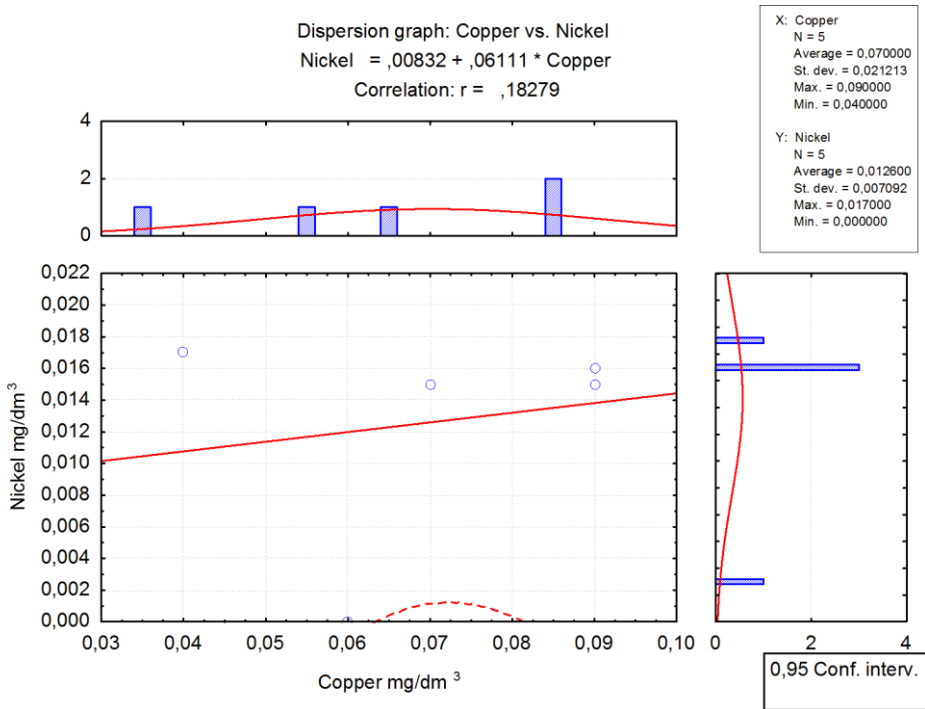 Dispersion graph: Copper vs. Nickel
Nickel = ,00832 + ,06111 * Copper
Correlation: r = ,18279
X: Copper
N = 5
Average = 0,070000
St. dev. = 0,021213
Max. = 0,090000
Min. = 0,040000
Y: Nickel
N = 5
Average = 0,012600
St. dev. = 0,007092
Max. = 0,017000
Min. = 0,000000
4
2
0
0,022
0,020
0,018
0,016
0,014
0,012
0,010
0,008
0,006
0,004
0,002
0,000
Nickel mg/dm 3
0,03 0,04 0,05 0,06 0,07 0,08 0,09 0,10
Copper mg/dm 3
0 2 4
0,95 Conf. interv.